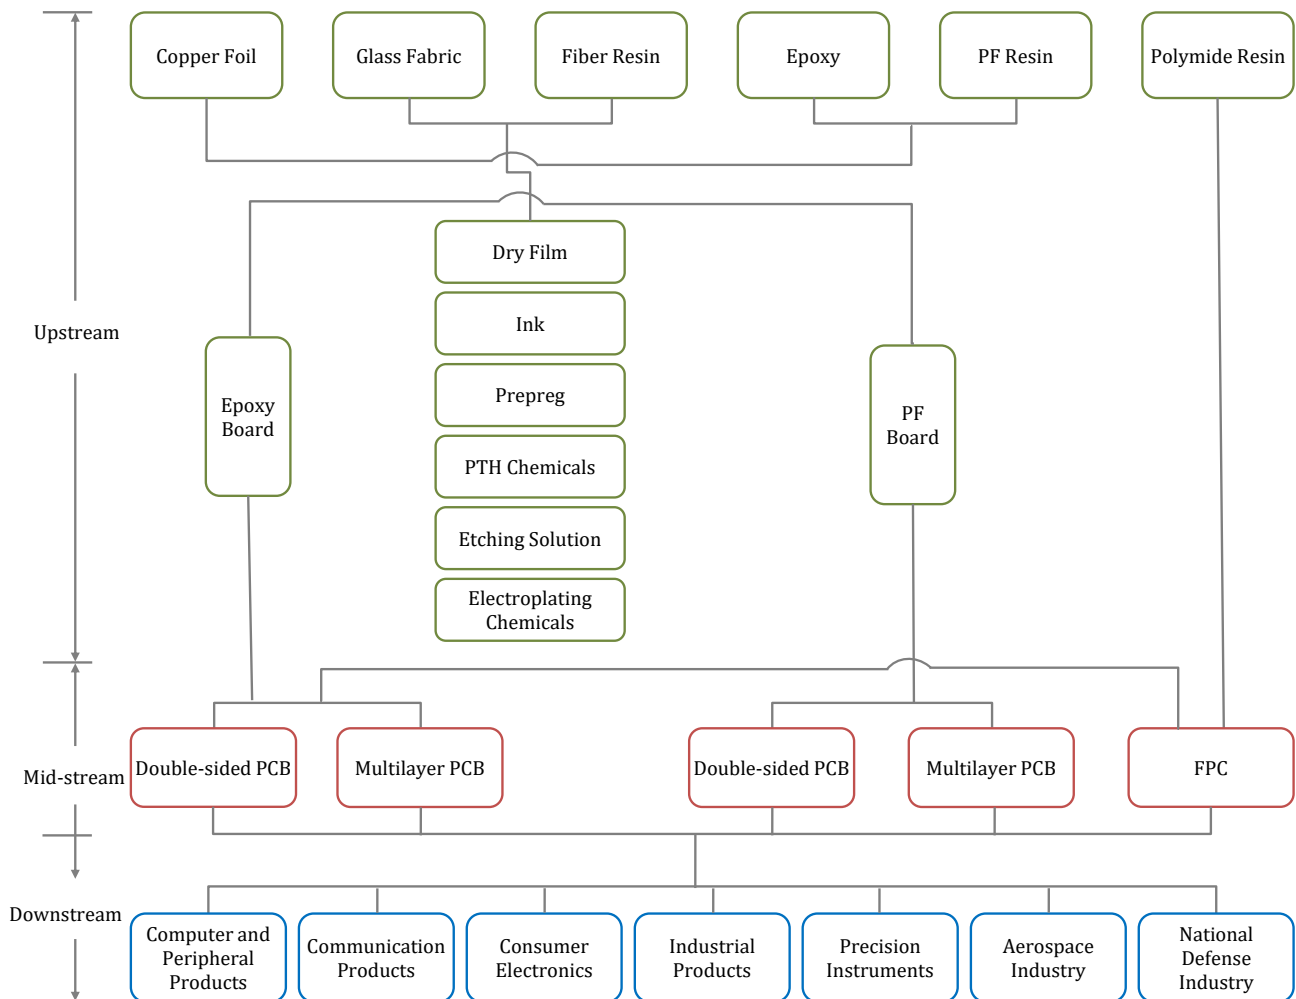 Copper Foil
Glass Fabric
Fiber Resin
Epoxy
PF Resin
Polymide Resin
Dry Film
Ink
Upstream
Epoxy
Board
Prepreg
PF
Board
PTH Chemicals
Etching Solution
Electroplating
Chemicals
Mid-stream
Double-sided PCB
Multilayer PCB
Double-sided PCB
Multilayer PCB
FPC
Downstream
Computer and
Peripheral
Products
Communication
Products
Consumer
Electronics
Industrial
Products
Precision
Instruments
Aerospace
Industry
National
Defense
Industry